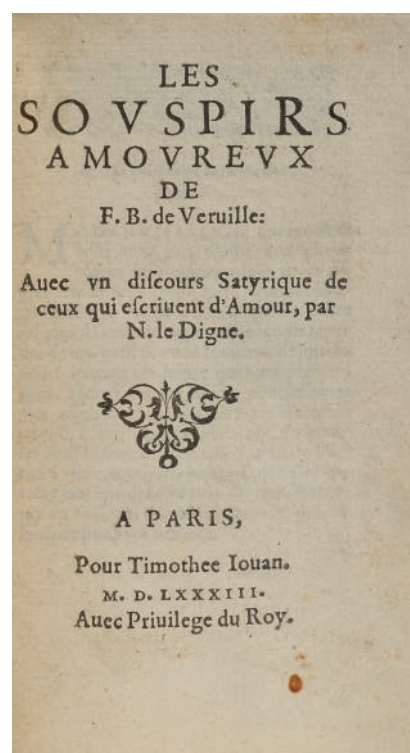 LES
SOVSPIRS
AMOVREVX
DE
F. B. de Veruille:
Auec vn diſcours Satyrique de
ceux qui eſcriuent d'Amour, par
N. le Digne.
A PARIS,
Pour Timothee Iouan.
M. D. LXXXIII.
Auec Priuilege du Roy.